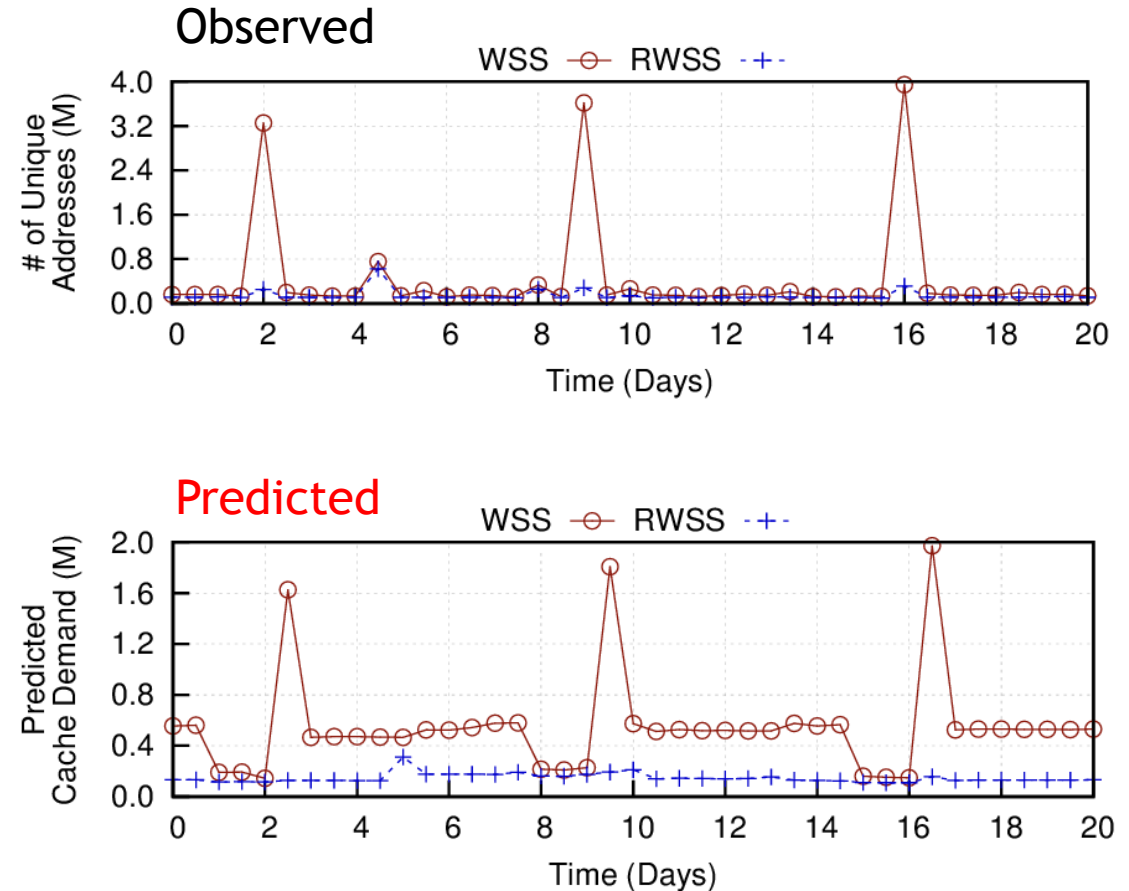 Observed
WSS RWSS
4.0
3.2
2.4
1.6
0.8
0.0
# of Unique
Addresses (M)
0 2 4 6 8 10 12 14 16 18 20
Time (Days)
Predicted
WSS RWSS
2.0
1.6
1.2
0.8
0.4
0.0
Predicted
Cache Demand (M)
0 2 4 6 8 10 12 14 16 18 20
Time (Days)